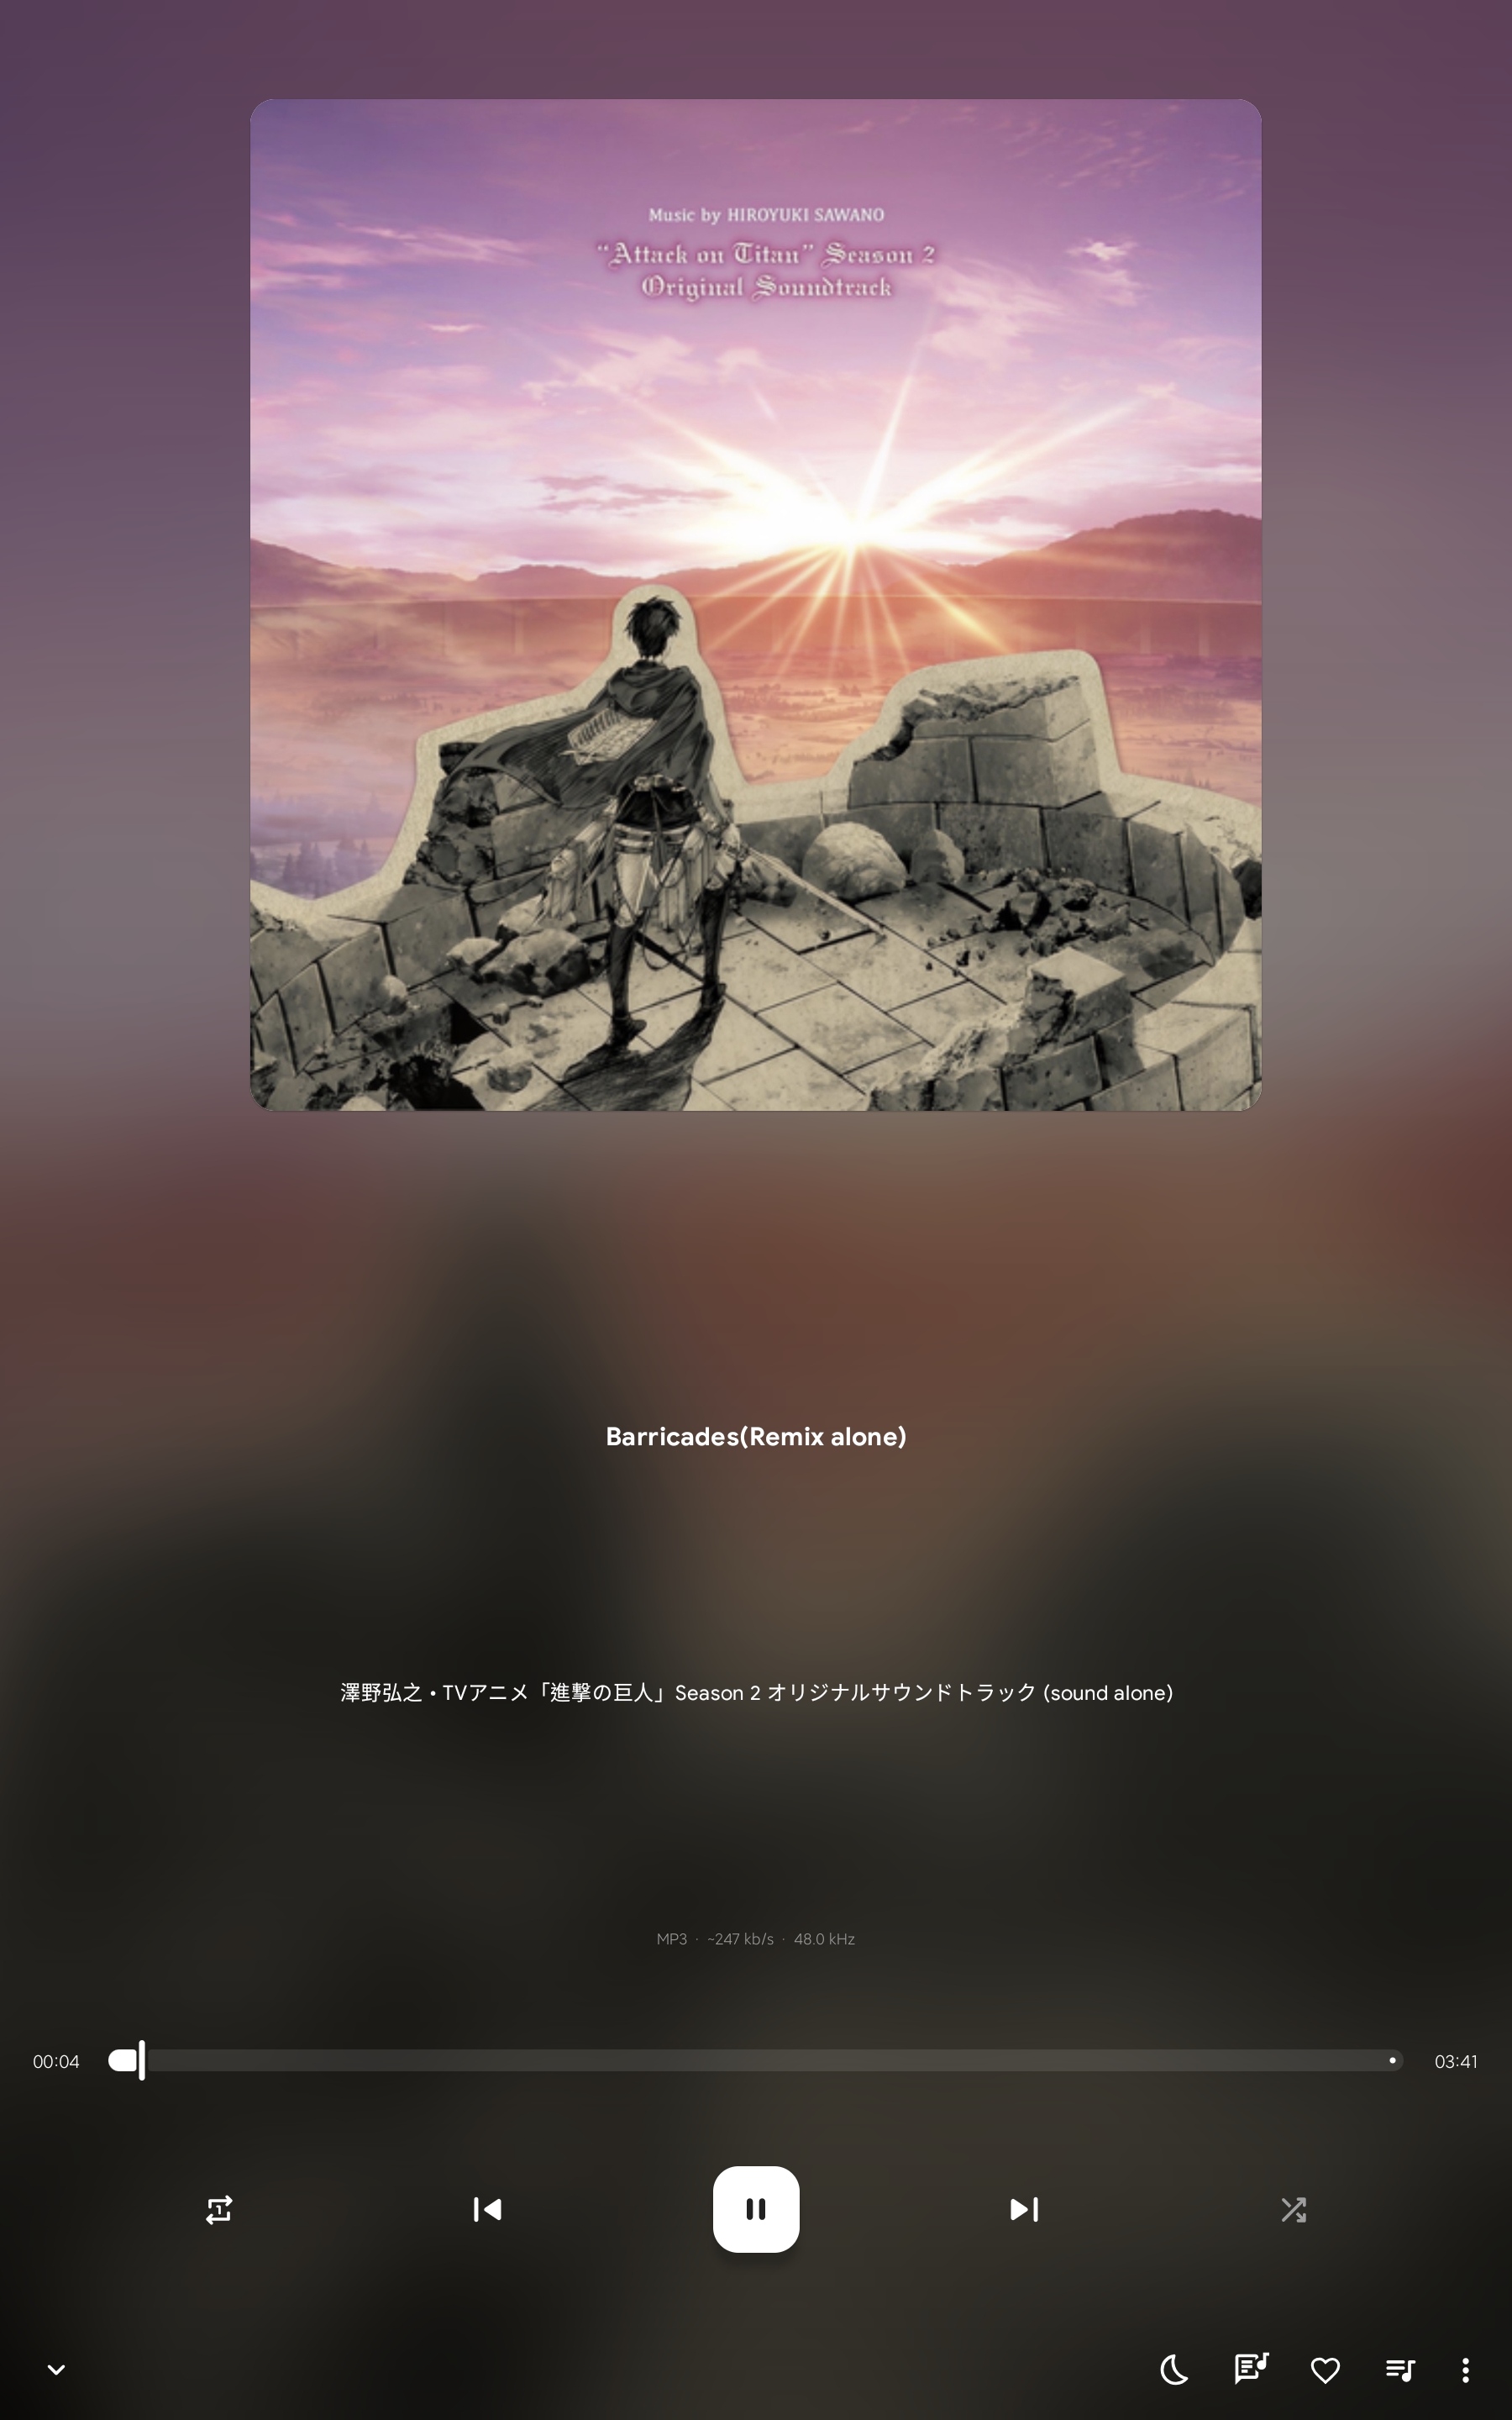 Music by HIROYUKI SAWANO
“Attack on Titan” Season 2
Original Soundtrack
Barricades(Remix alone)
澤野弘之 • TVアニメ「進撃の巨人」Season 2 オリジナルサウンドトラック (sound alone)
MP3 · ~247 kb/s · 48.0 kHz
00:04
03:41
1